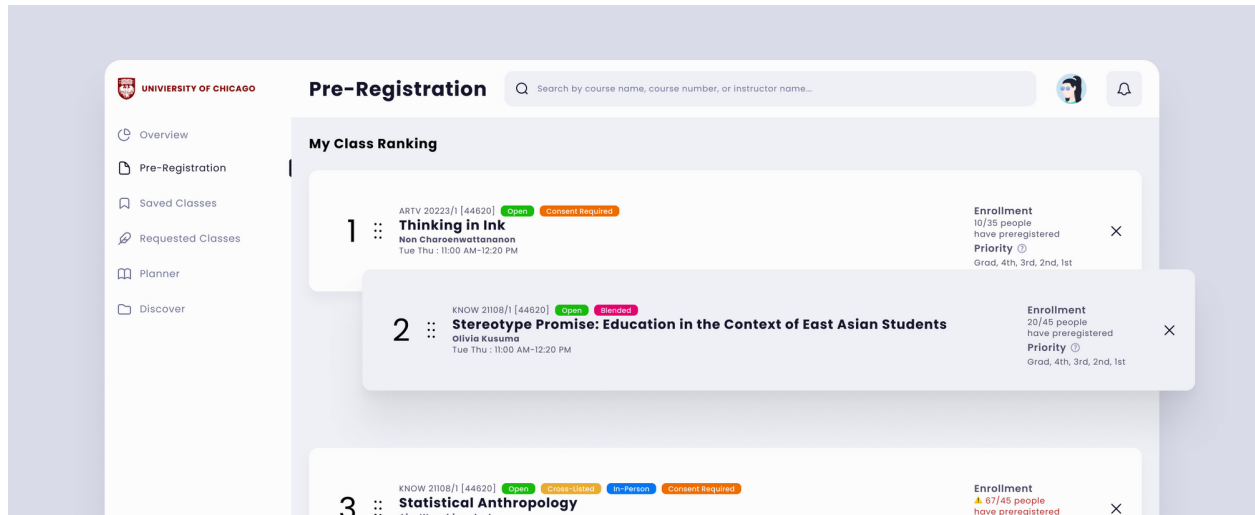 UNIVIERSITY OF CHICAGO
Pre-Registration
Search by course name, course number, or instructor name...
Overview
Pre-Registration
Saved Classes
Requested Classes
Planner
Discover
My Class Ranking
1
ARTV 20223/1 [44620] Open Consent Required
Thinking in Ink
Non Charoenwattananon
Tue Thu : 11:00 AM-12:20 PM
Enrollment
10/35 people
have preregistered
Priority ?
Grad, 4th, 3rd, 2nd, 1st
2
KNOW 21108/1 [44620] Open Blended
Stereotype Promise: Education in the Context of East Asian Students
Olivia Kusuma
Tue Thu : 11:00 AM-12:20 PM
Enrollment
20/45 people
have preregistered
Priority ?
Grad, 4th, 3rd, 2nd, 1st
3
KNOW 21108/1 [44620] Open Cross-Listed In-Person Consent Required
Statistical Anthropology
Enrollment
67/45 people
have preregistered